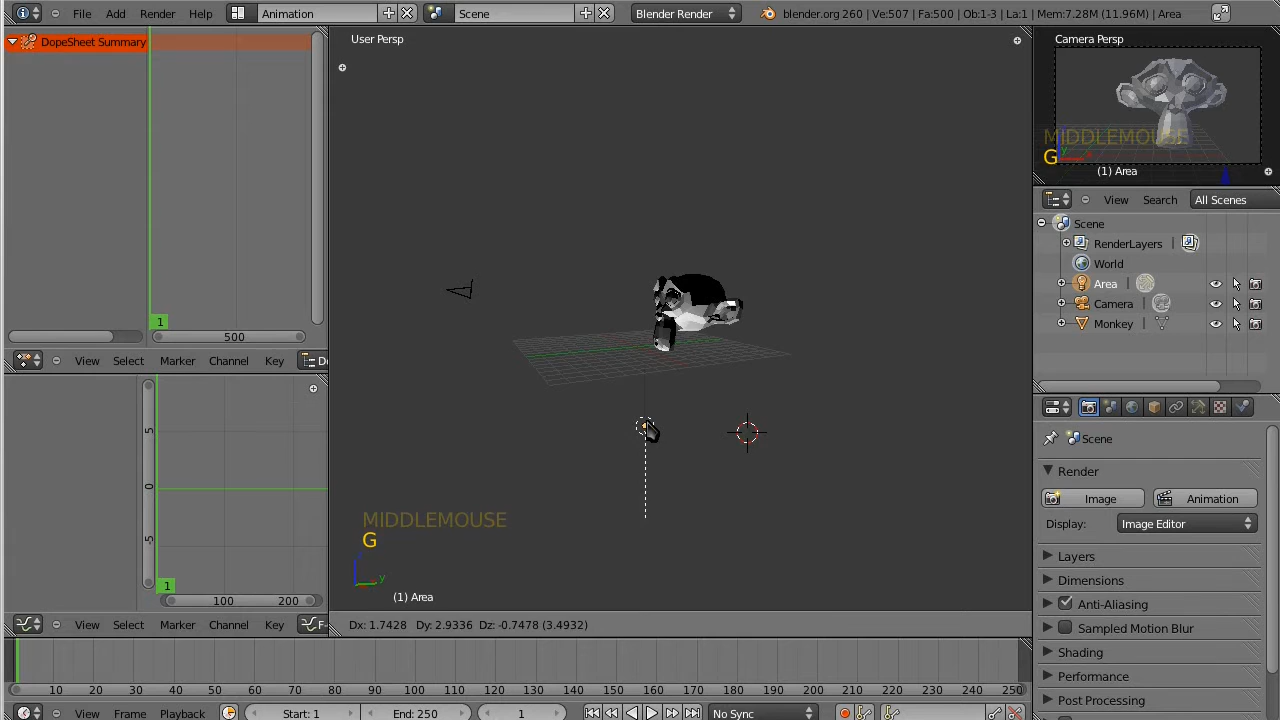 File Add Render Help Animation Scene Blender Render blender.org 260 | Ve:507 | Fa:500 | Ob:1-3 | La:1 | Mem:7.28M (11.96M) | Area
DopeSheet Summary
1
500
View Select Marker Channel Key
5
0
-5
1
100 200
View Select Marker Channel Key F-
User Persp
MIDDLEMOUSE
G
y
(1) Area
Dx: 1.7428 Dy: 2.9336 Dz: -0.7478 (3.4932)
Camera Persp
MIDDLEMOUSE
G
(1) Area
View Search All Scenes
Scene
RenderLayers |
World
Area |
Camera |
Monkey |
Scene
Render
Image Animation
Display: Image Editor
Layers
Dimensions
Anti-Aliasing
Sampled Motion Blur
Shading
Performance
Post Processing
10 20 30 40 50 60 70 80 90 100 110 120 130 140 150 160 170 180 190 200 210 220 230 240 250
View Frame Playback Start: 1 End: 250 1 No Sync